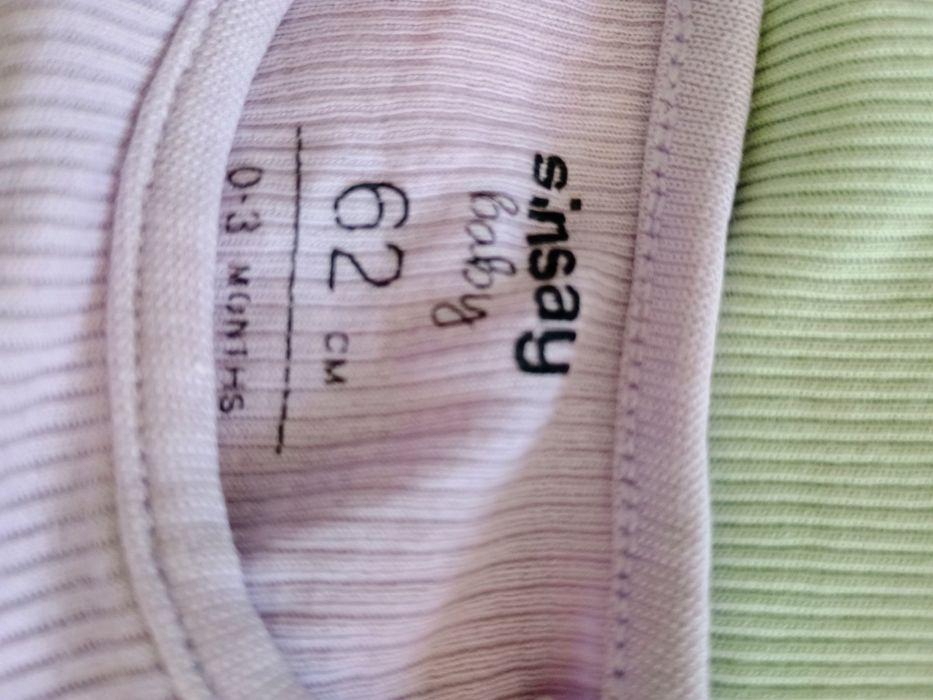 sinsay
baby
62 CM
0-3 MONTHS